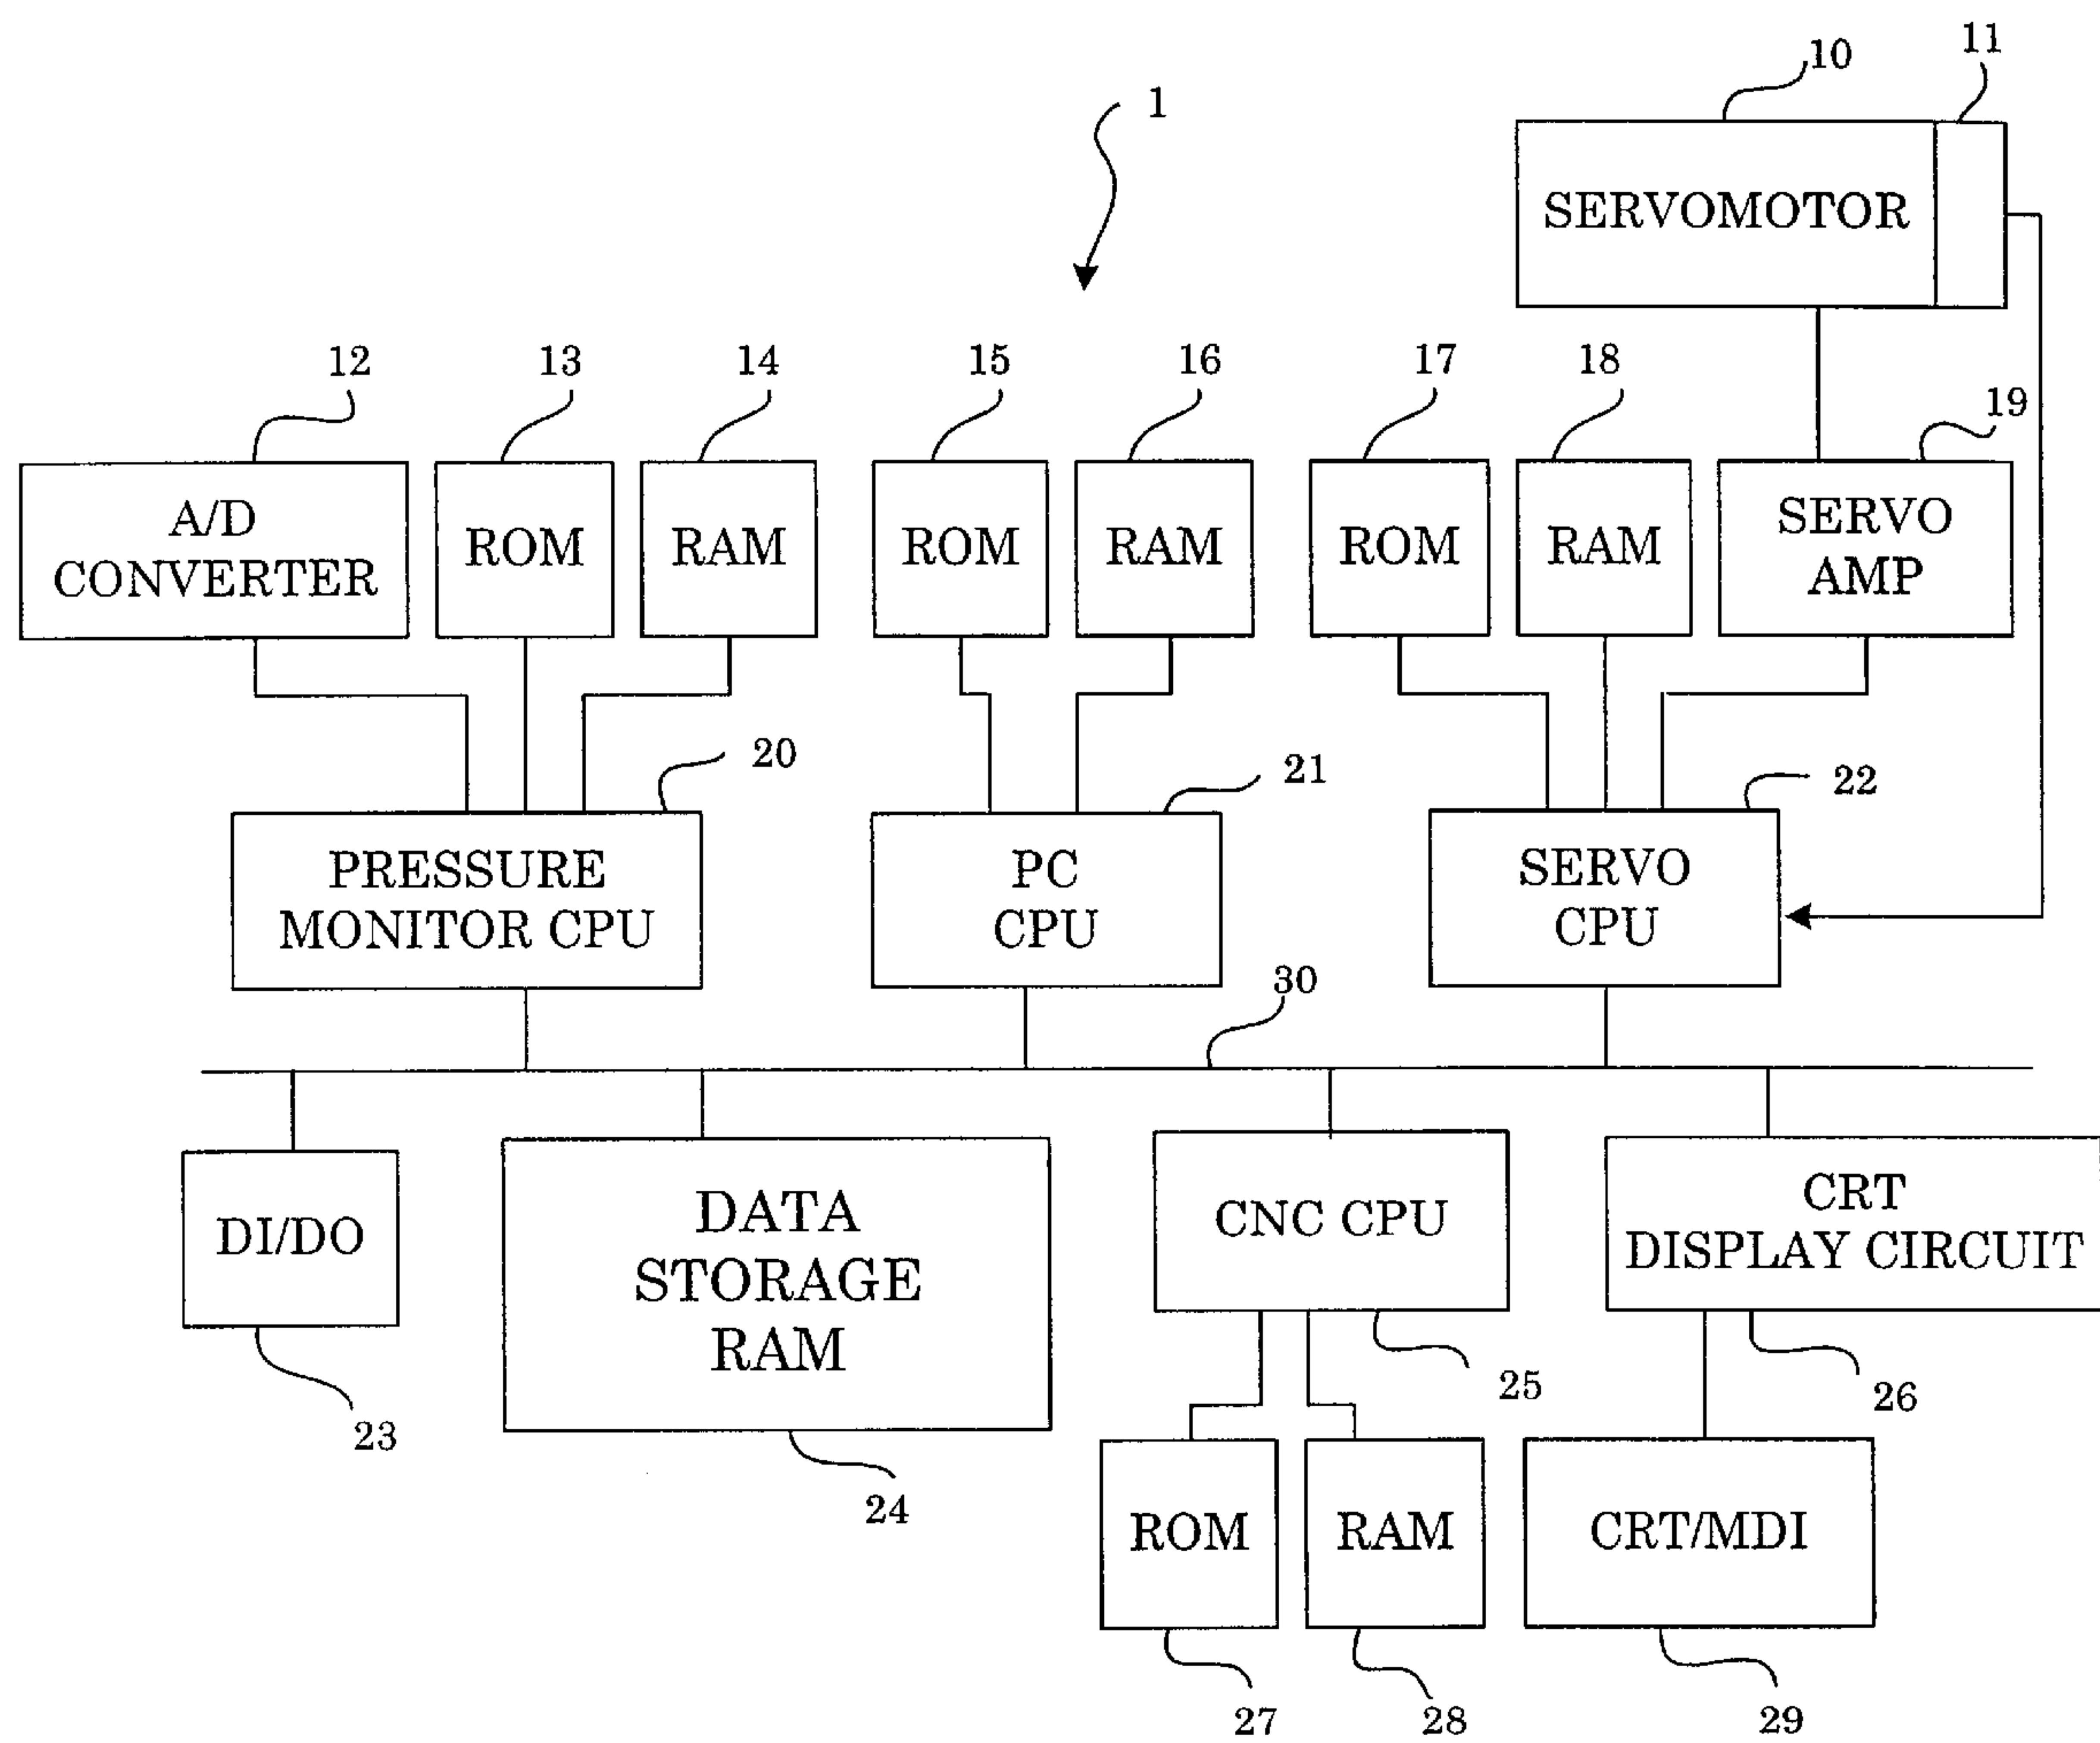 10
11
1
SERVOMOTOR
12
13
14
15
16
17
18
19
A/D
CONVERTER
ROM
RAM
ROM
RAM
ROM
RAM
SERVO
AMP
20
21
22
PRESSURE
MONITOR CPU
PC
CPU
SERVO
CPU
30
DI/DO
DATA
STORAGE
RAM
CNC CPU
CRT
DISPLAY CIRCUIT
23
24
25
26
ROM
RAM
CRT/MDI
27
28
29